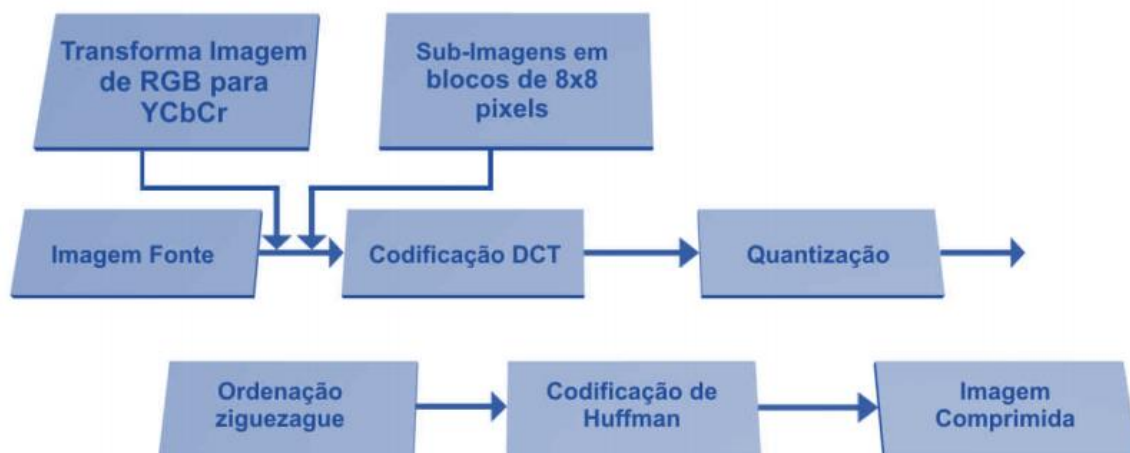 Transforma Imagem
de RGB para
YCbCr
Sub-Imagens em
blocos de 8x8
pixels
Imagem Fonte
Codificação DCT
Quantização
Ordenação
ziguezague
Codificação de
Huffman
Imagem
Comprimida